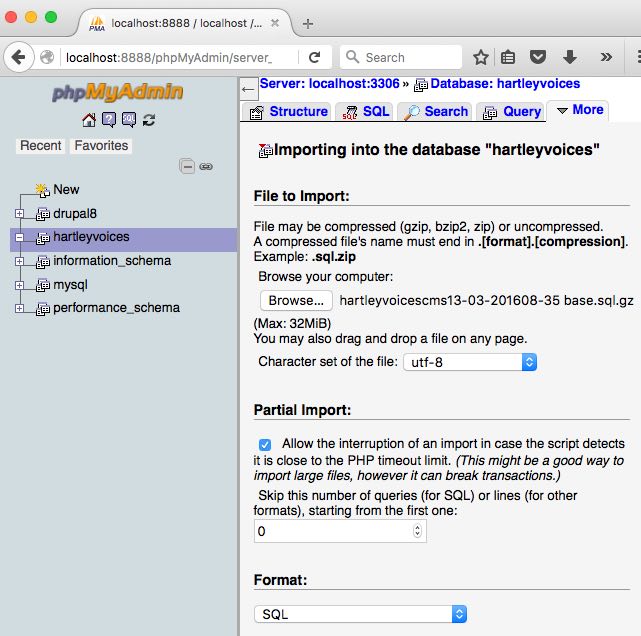 localhost:8888 / localhost /...
localhost:8888/phpMyAdmin/server_
Search
phpMyAdmin
Recent
Favorites
New
drupal8
hartleyvoices
information_schema
mysql
performance_schema
Server: localhost:3306 » Database: hartleyvoices
Structure
SQL
Search
Query
More
Importing into the database "hartleyvoices"
File to Import:
File may be compressed (gzip, bzip2, zip) or uncompressed.
A compressed file's name must end in .[format].[compression].
Example: .sql.zip
Browse your computer:
Browse... hartleyvoicescms13-03-201608-35 base.sql.gz
(Max: 32MiB)
You may also drag and drop a file on any page.
Character set of the file: utf-8
Partial Import:
Allow the interruption of an import in case the script detects
it is close to the PHP timeout limit. (This might be a good way to
import large files, however it can break transactions.)
Skip this number of queries (for SQL) or lines (for other
formats), starting from the first one:
0
Format:
SQL